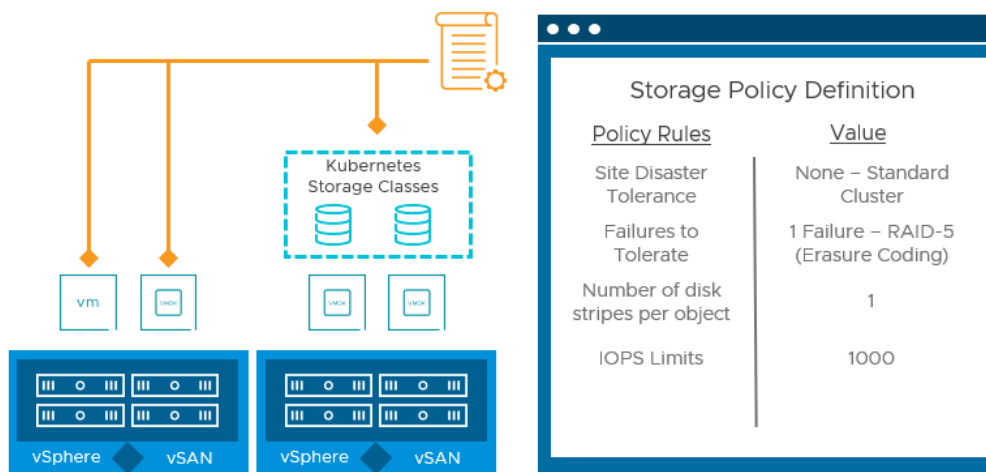 Kubernetes
Storage Classes
vm
VMDK
VMDK
VMDK
vSphere
vSAN
vSphere
vSAN
Storage Policy Definition
Policy Rules
Value
Site Disaster
Tolerance
None – Standard
Cluster
Failures to
Tolerate
1 Failure – RAID-5
(Erasure Coding)
Number of disk
stripes per object
1
IOPS Limits
1000